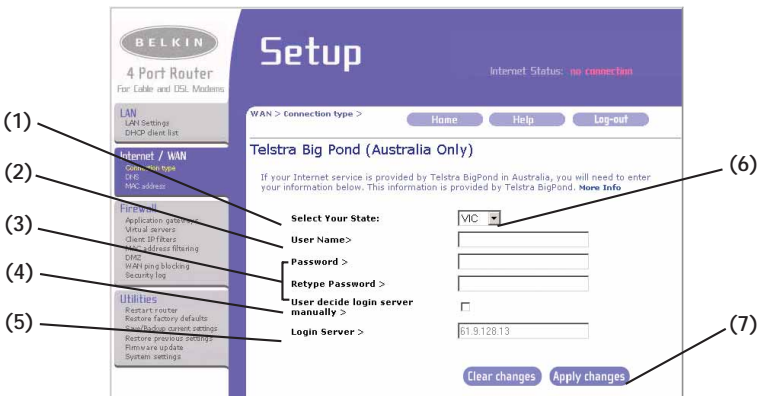 BELKIN
4 Port Router
For Cable and DSL Modems
Setup
Internet Status: no connection
LAN
LAN Settings
DHCP client list
Internet / WAN
Connection type
DNS
MAC address
Firewall
Application gateways
Virtual servers
Client IP filters
MAC address filtering
DMZ
WAN ping blocking
Security log
Utilities
Restart router
Restore factory defaults
Save/Backup current settings
Restore previous settings
Firmware update
System settings
WAN > Connection type >
Home
Help
Log-out
Telstra Big Pond (Australia Only)
If your Internet service is provided by Telstra BigPond in Australia, you will need to enter
your information below. This information is provided by Telstra BigPond. More Info
Select Your State:
VIC
User Name>
Password >
Retype Password >
User decide login server
manually >
Login Server >
61.9.128.13
Clear changes
Apply changes
(1)
(2)
(3)
(4)
(5)
(6)
(7)